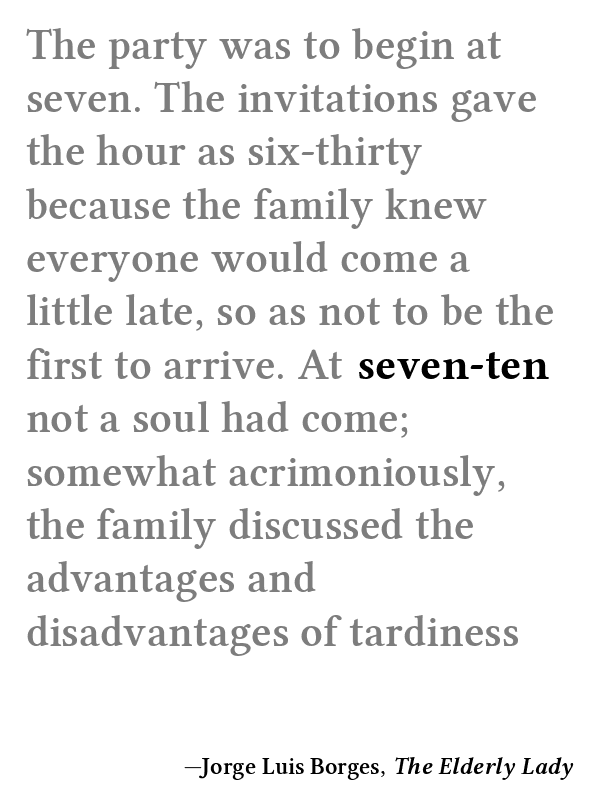 The party was to begin at
seven. The invitations gave
the hour as six-thirty
because the family knew
everyone would come a
little late, so as not to be the
first to arrive. At seven-ten
not a soul had come;
somewhat acrimoniously,
the family discussed the
advantages and
disadvantages of tardiness
—Jorge Luis Borges, The Elderly Lady